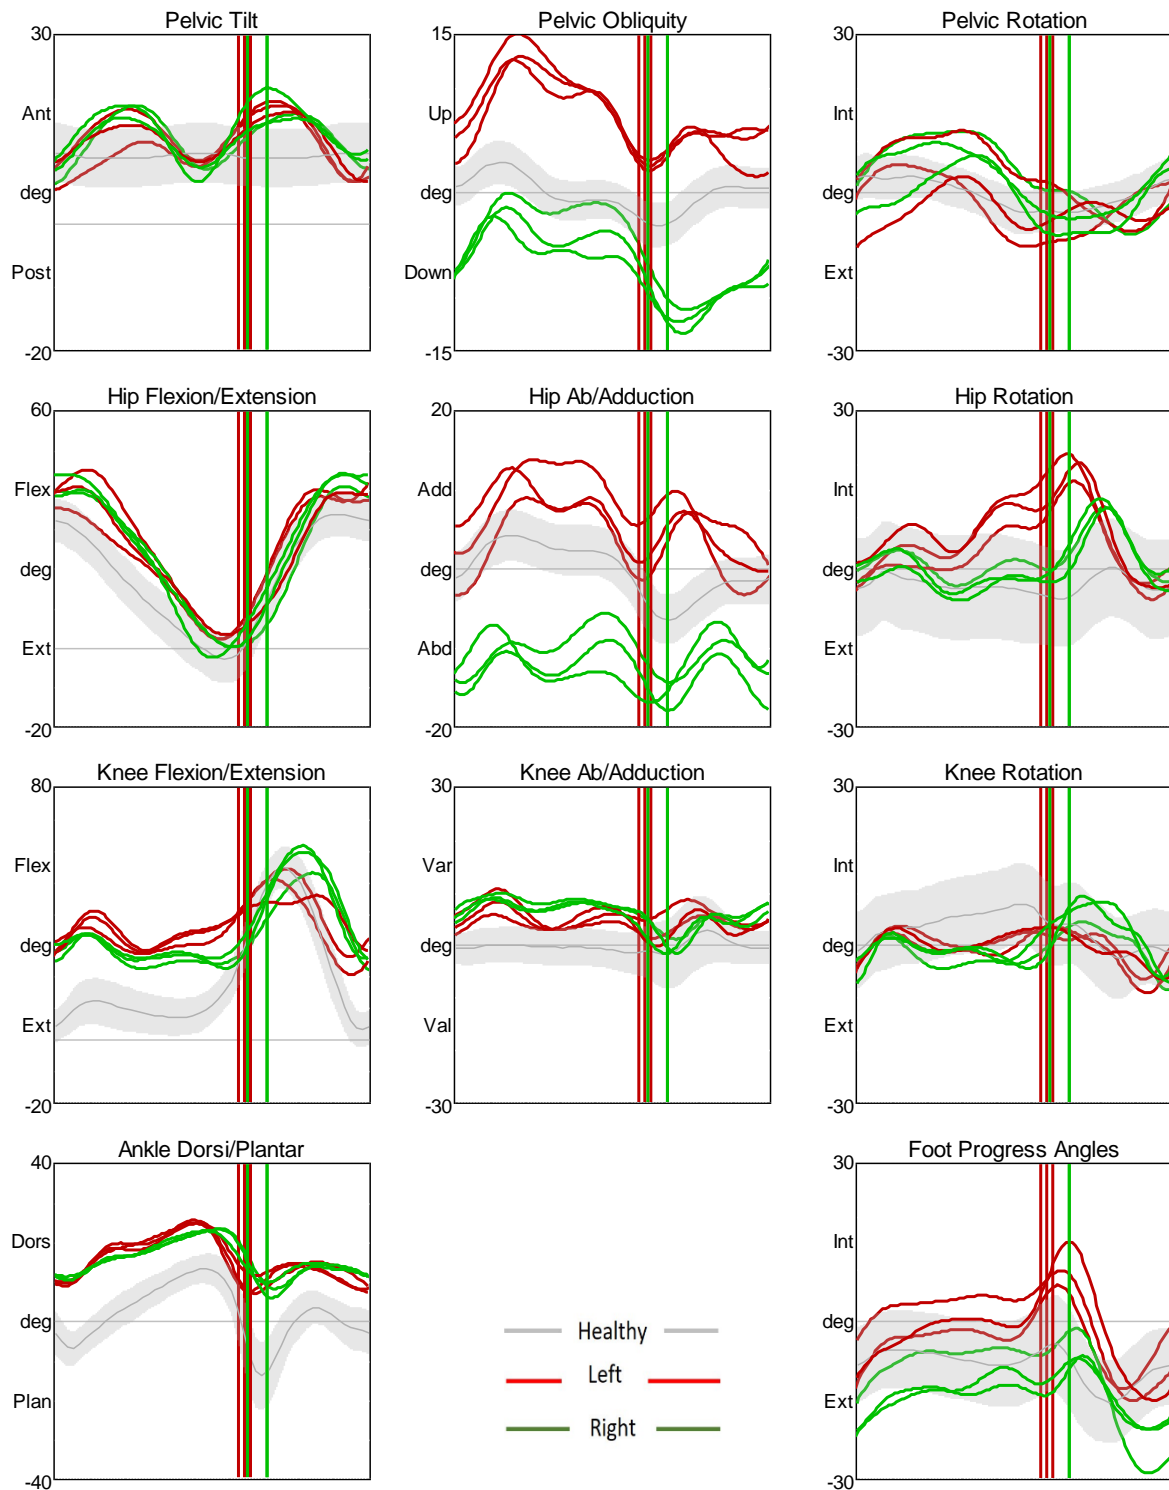 Pelvic Tilt
30
Ant
deg
Post
-20
Pelvic Obliquity
15
Up
deg
Down
-15
Pelvic Rotation
30
Int
deg
Ext
-30
Hip Flexion/Extension
60
Flex
deg
Ext
-20
Hip Ab/Adduction
20
Add
deg
Abd
-20
Hip Rotation
30
Int
deg
Ext
-30
Knee Flexion/Extension
80
Flex
deg
Ext
-20
Knee Ab/Adduction
30
Var
deg
Val
-30
Knee Rotation
30
Int
deg
Ext
-30
Ankle Dorsi/Plantar
40
Dors
deg
Plan
-40
Healthy
Left
Right
Foot Progress Angles
30
Int
deg
Ext
-30